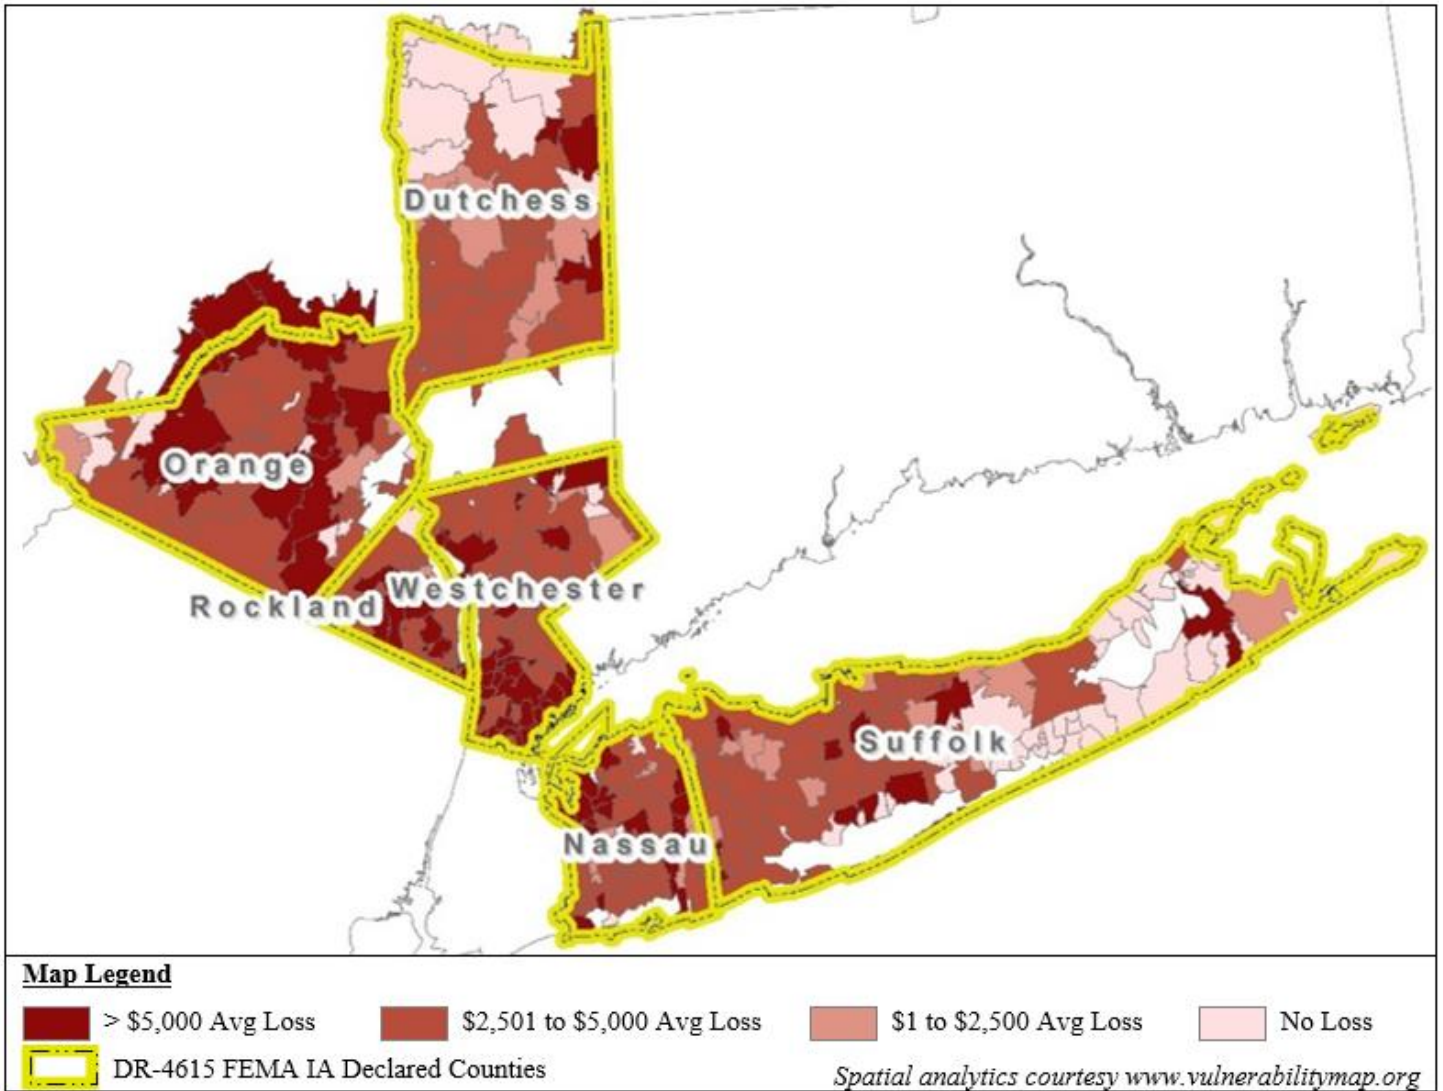 Dutchess
Orange
Rockland
Westchester
Suffolk
Nassau
Map Legend
> $5,000 Avg Loss
$2,501 to $5,000 Avg Loss
$1 to $2,500 Avg Loss
No Loss
DR-4615 FEMA IA Declared Counties
Spatial analytics courtesy www.vulnerabilitymap.org